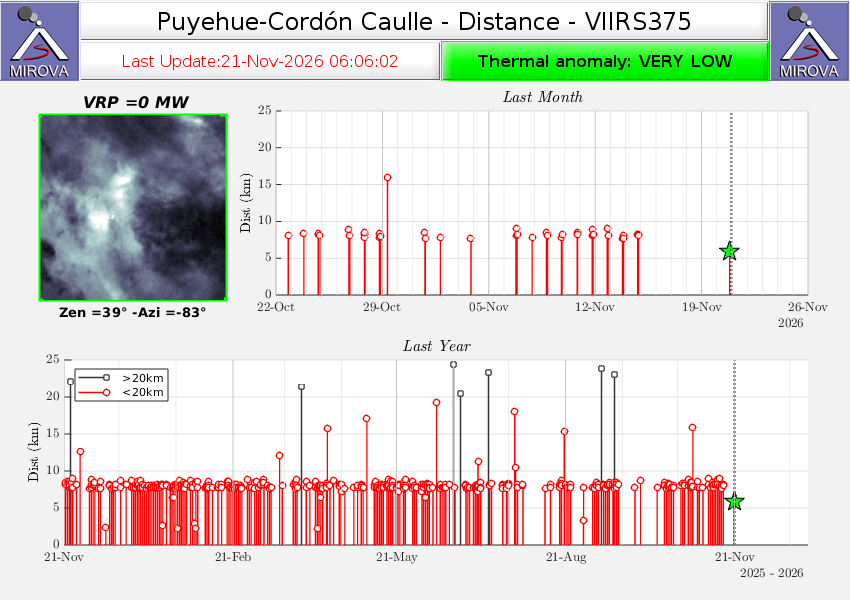 MIROVA
Puyehue-Cordón Caulle - Distance - VIIRS375
MIROVA
Last Update:21-Nov-2026 06:06:02
Thermal anomaly: VERY LOW
VRP =0 MW
Zen =39° -Azi =-83°
Last Month
Dist (km)
25
20
15
10
5
0
22-Oct 29-Oct 05-Nov 12-Nov 19-Nov 26-Nov
2026
Last Year
Dist (km)
25
20
15
10
5
0
>20km
<20km
21-Nov 21-Feb 21-May 21-Aug 21-Nov
2025 - 2026